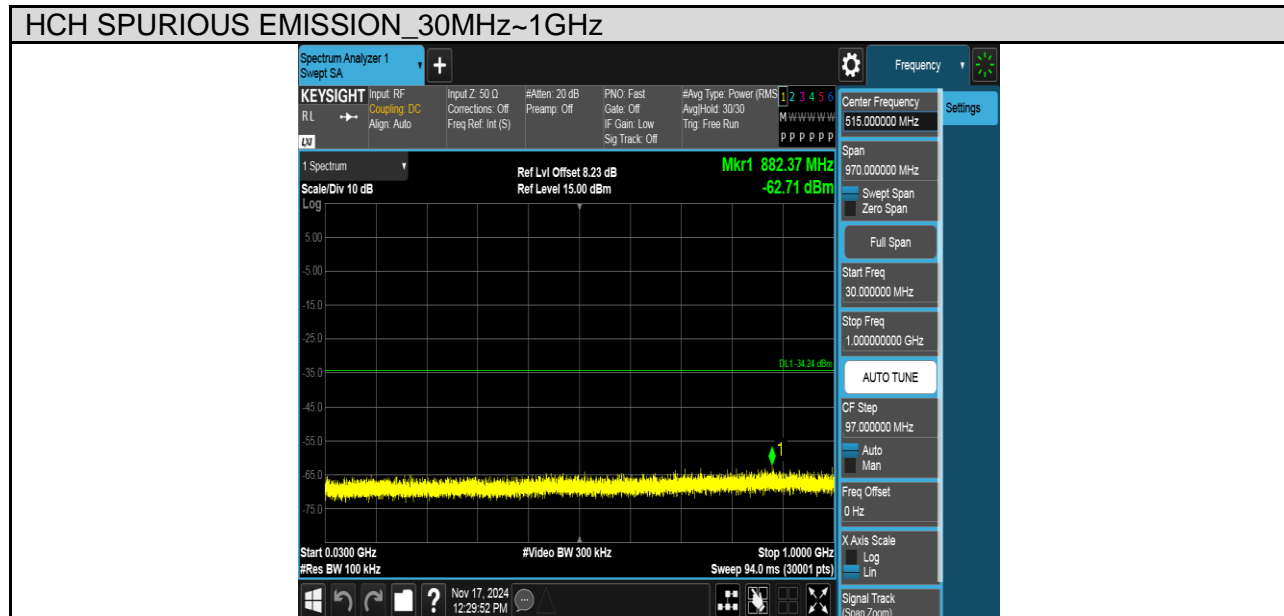 HCH SPURIOUS EMISSION_30MHz~1GHz
Spectrum Analyzer 1
Swept SA
Frequency
KEYSIGHT
RL
LXI
Input: RF
Coupling: DC
Align: Auto
Input Z: 50 Ω
Corrections: Off
Freq Ref: Int (S)
#Atten: 20 dB
Preamp: Off
PNO: Fast
Gate: Off
IF Gain: Low
Sig Track: Off
#Avg Type: Power (RMS
Avg|Hold: 30/30
Trig: Free Run
1 2 3 4 5 6
M W W W W W
P P P P P P
1 Spectrum
Scale/Div 10 dB
Log
Ref Lvl Offset 8.23 dB
Ref Level 15.00 dBm
Mkr1 882.37 MHz
-62.71 dBm
5.00
-5.00
-15.0
-25.0
DL1 -34.24 dBm
-35.0
-45.0
-55.0
1
-65.0
-75.0
Start 0.0300 GHz
#Res BW 100 kHz
#Video BW 300 kHz
Stop 1.0000 GHz
Sweep 94.0 ms (30001 pts)
Nov 17, 2024
12:29:52 PM
Center Frequency
515.000000 MHz
Settings
Span
970.000000 MHz
Swept Span
Zero Span
Full Span
Start Freq
30.000000 MHz
Stop Freq
1.000000000 GHz
AUTO TUNE
CF Step
97.000000 MHz
Auto
Man
Freq Offset
0 Hz
X Axis Scale
Log
Lin
Signal Track
(Span Zoom)